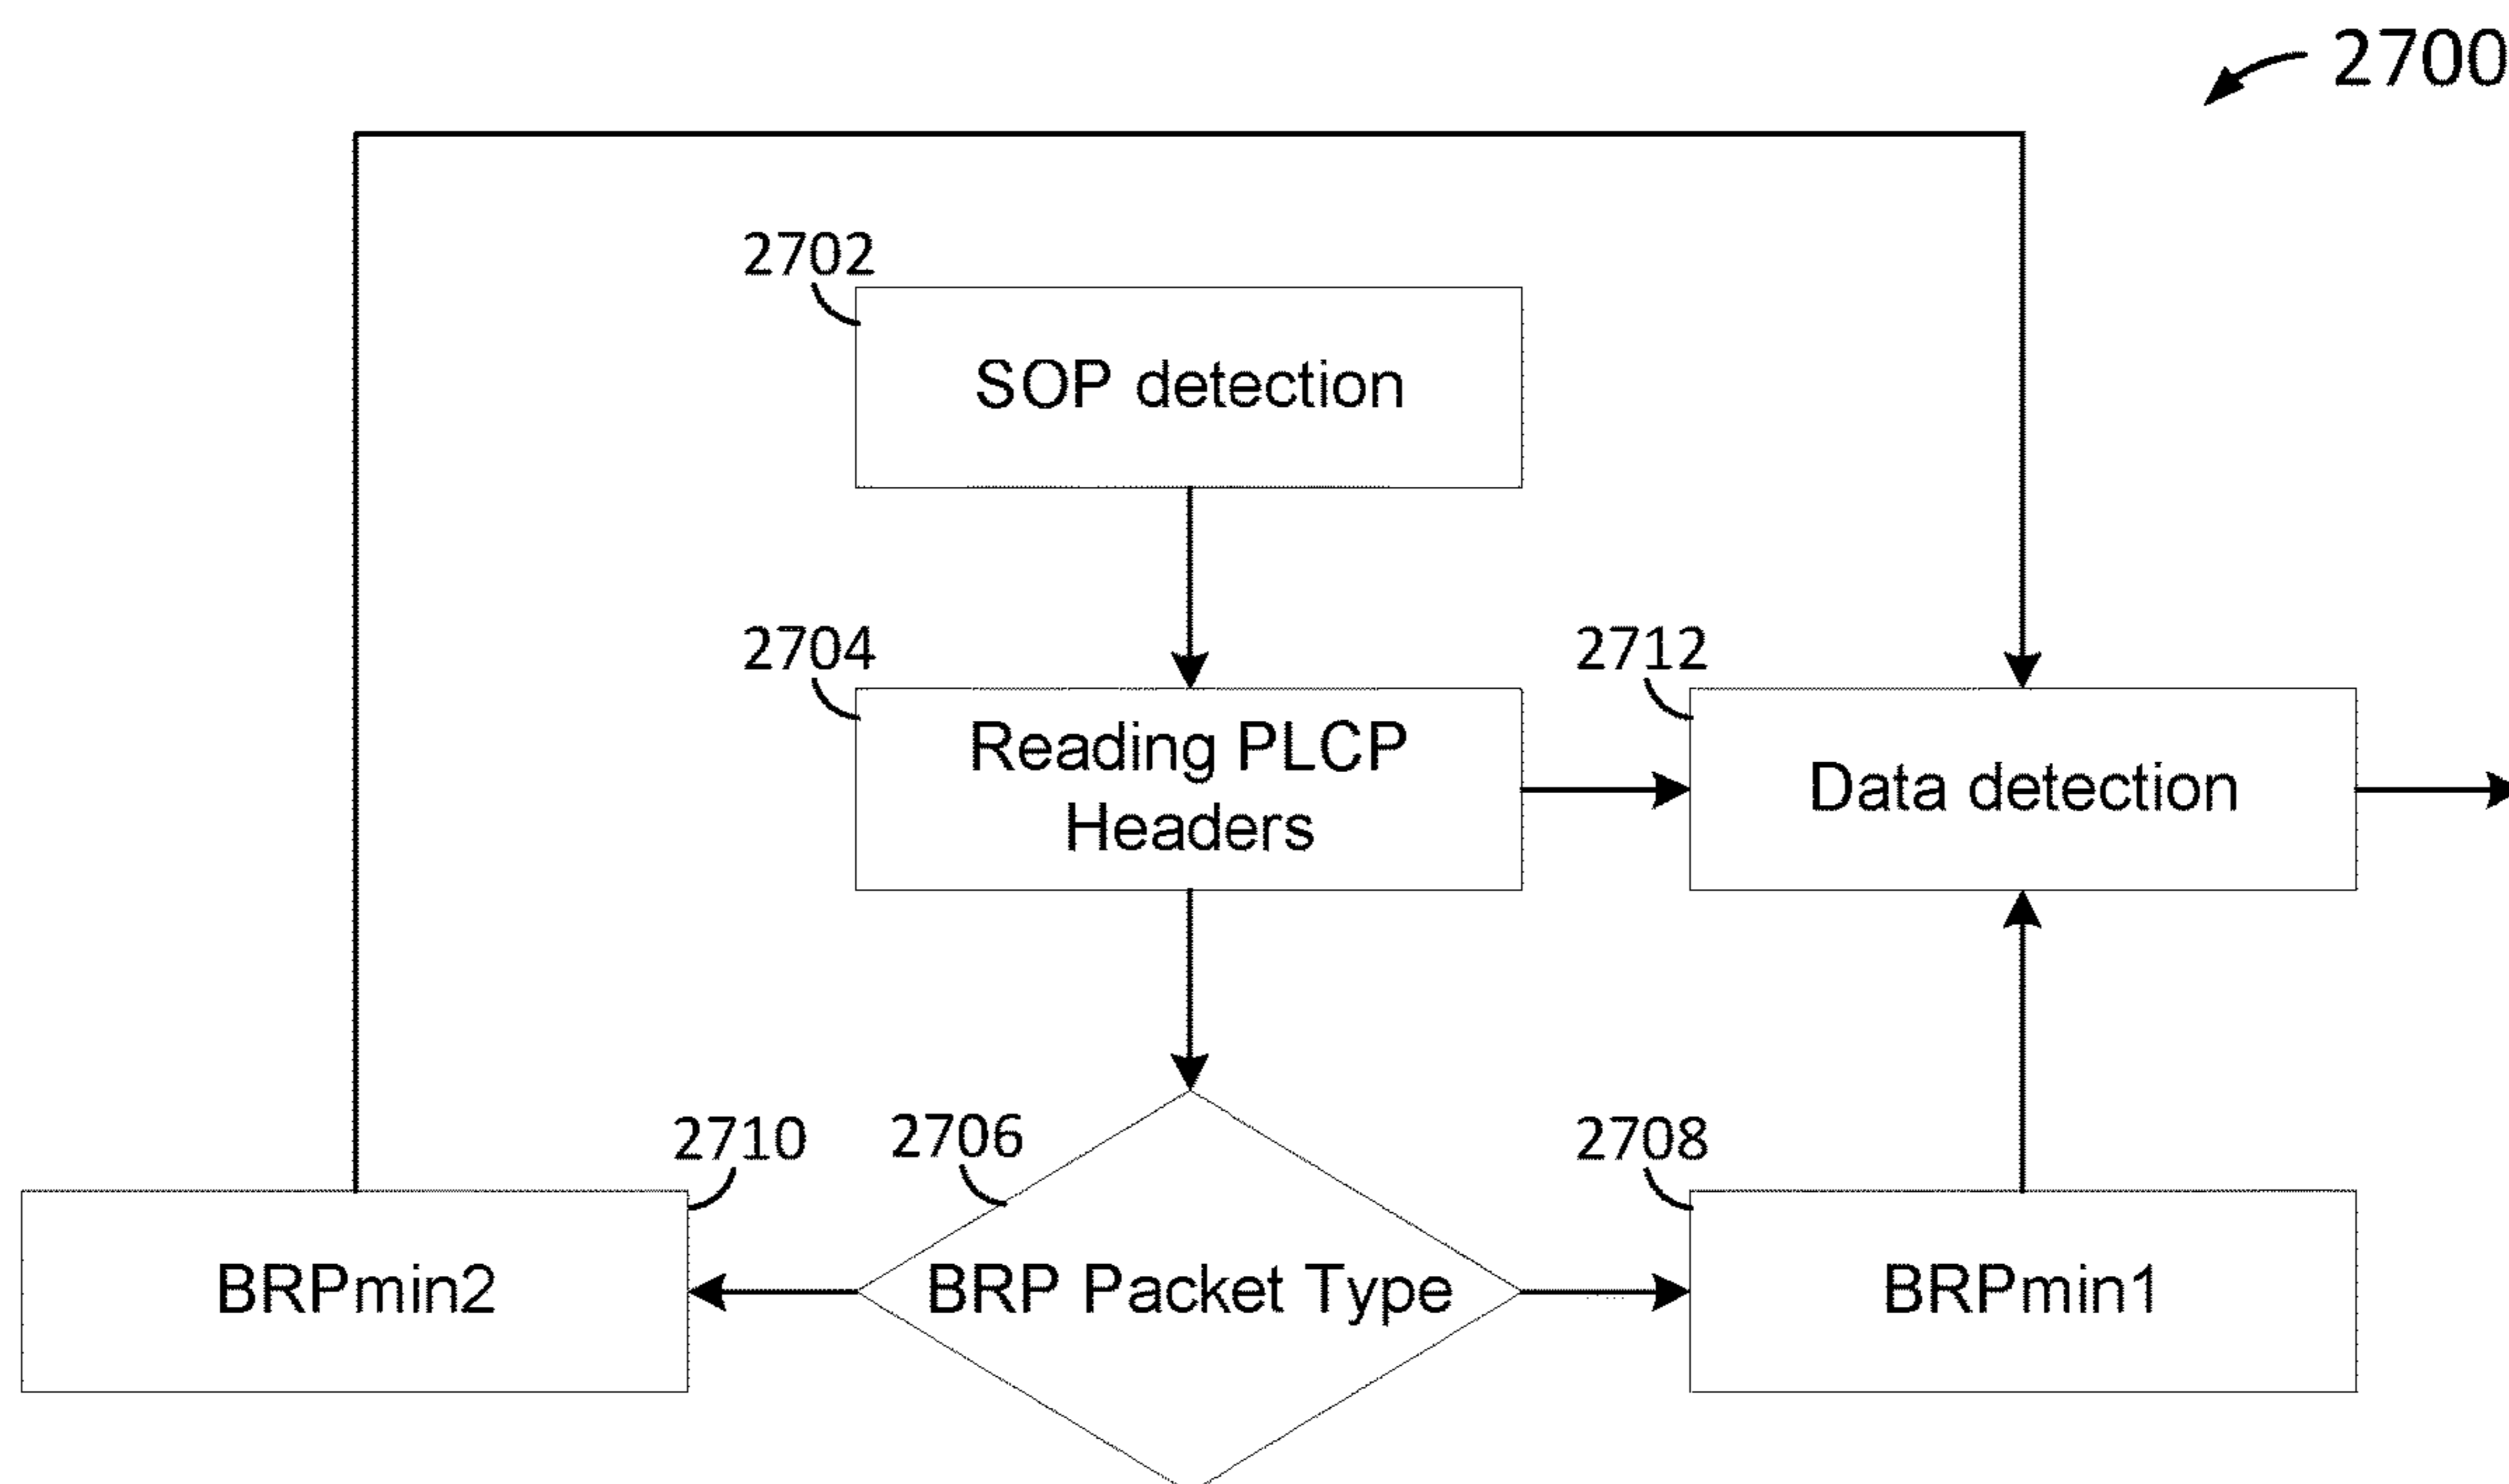 2700
2702
SOP detection
2704
Reading PLCP
Headers
2712
Data detection
2710
BRPmin2
2706
BRP Packet Type
2708
BRPmin1